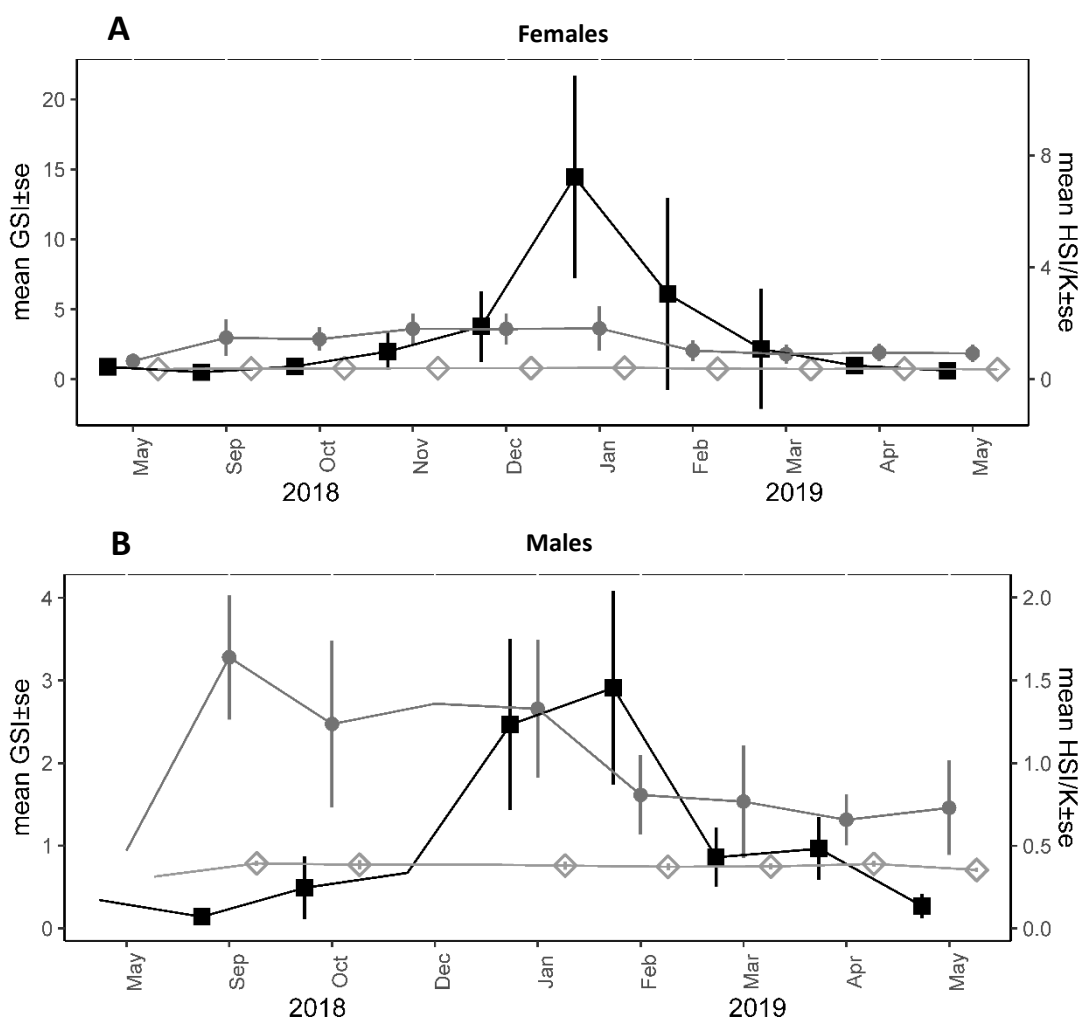 A
Females
mean GSI±se
20
15
10
5
0
mean HSI/K±se
8
4
0
May Sep Oct Nov Dec Jan Feb Mar Apr May
2018 2019
B
Males
mean GSI±se
4
3
2
1
0
mean HSI/K±se
2.0
1.5
1.0
0.5
0.0
May Sep Oct Dec Jan Feb Mar Apr May
2018 2019